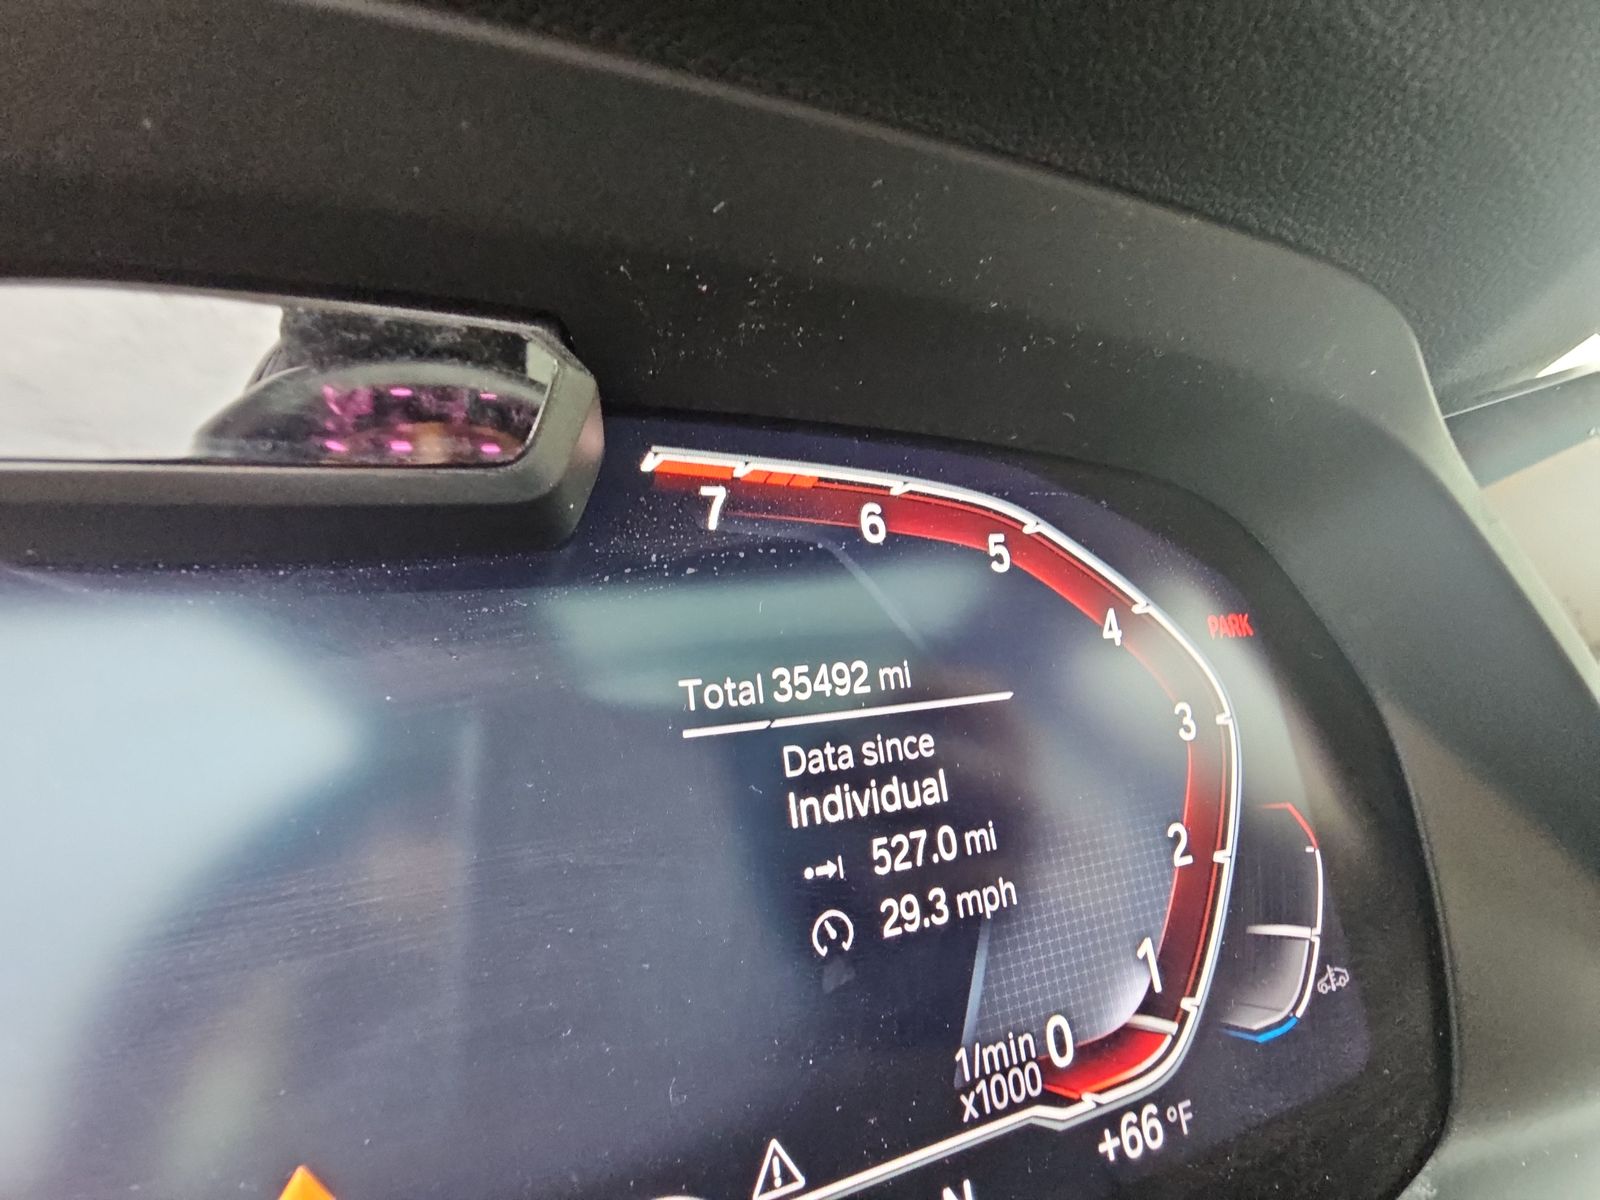 7
6
5
4
PARK
Total 35492 mi
3
Data since
Individual
2
527.0 mi
29.3 mph
1
0
1/min
x1000
+66 °F
N